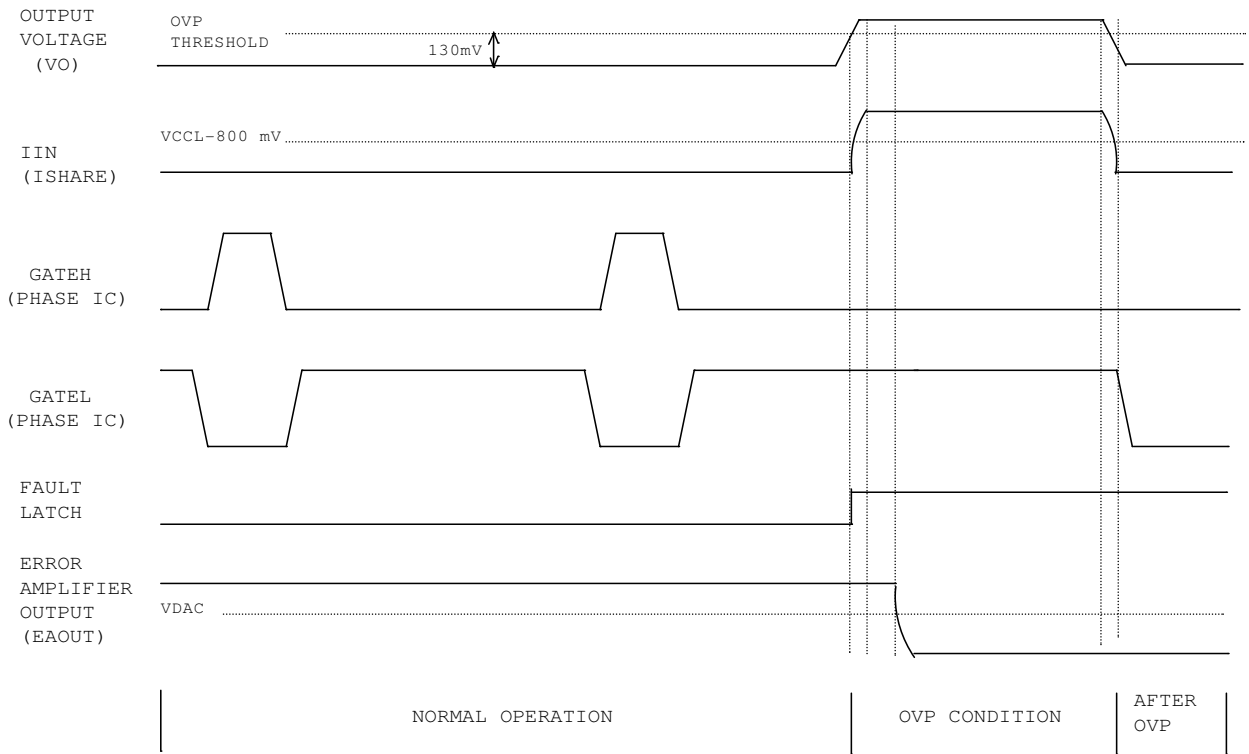 OUTPUT
VOLTAGE
(VO)
OVP
THRESHOLD
130mV
VCCL-800 mV
IIN
(ISHARE)
GATEH
(PHASE IC)
GATEL
(PHASE IC)
FAULT
LATCH
ERROR
AMPLIFIER
OUTPUT
(EAOUT)
VDAC
NORMAL OPERATION
OVP CONDITION
AFTER
OVP